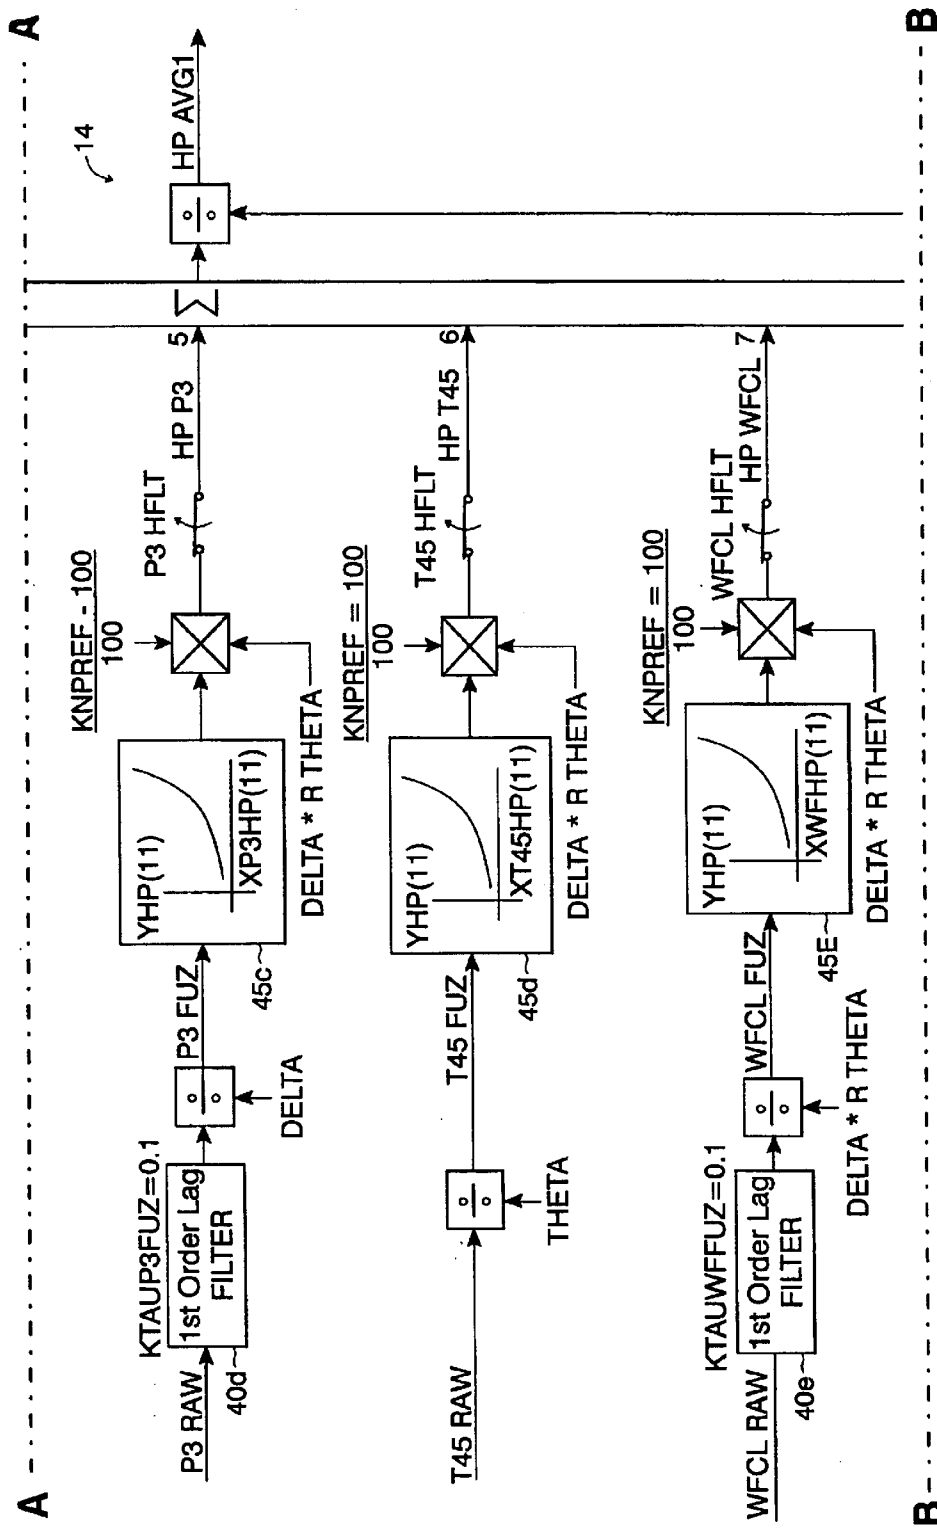 A
A
14
KTAUP3FUZ=0.1
P3 RAW
1st Order Lag
FILTER
40d
P3 FUZ
DELTA
YHP(11)
XP3HP(11)
45c
KNPREF - 100
100
DELTA * R THETA
P3 HFLT
HP P3
5
Σ
HP AVG1
T45 RAW
THETA
T45 FUZ
YHP(11)
XT45HP(11)
45d
KNPREF = 100
100
DELTA * R THETA
T45 HFLT
HP T45
6
KTAUWFFUZ=0.1
WFCL RAW
1st Order Lag
FILTER
40e
WFCL FUZ
DELTA * R THETA
YHP(11)
XWFHP(11)
45E
KNPREF = 100
100
DELTA * R THETA
WFCL HFLT
HP WFCL
7
B
B